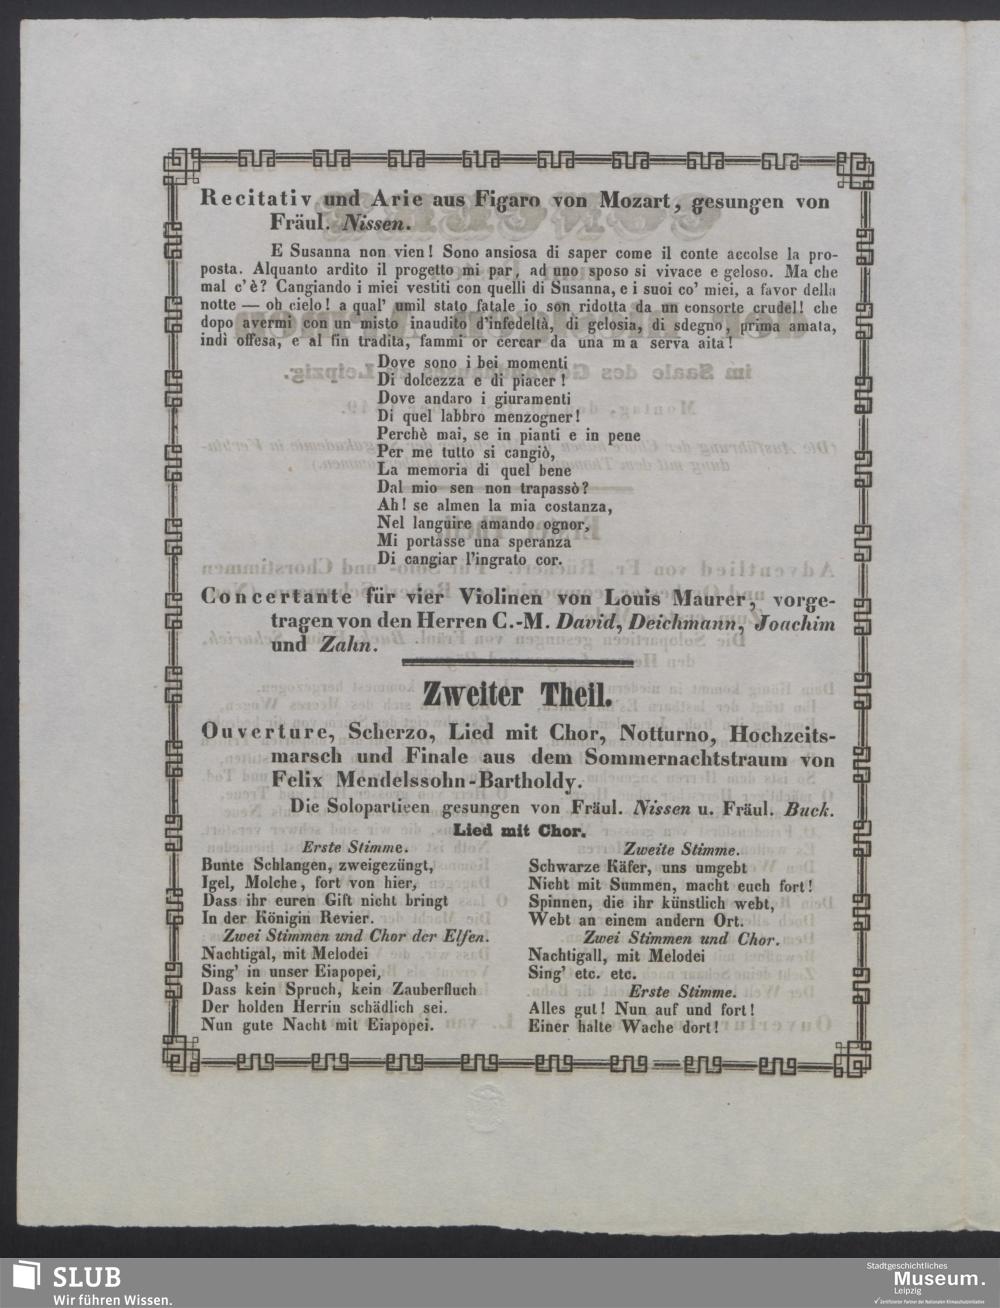 Recitativ und Arie aus Figaro von Mozart, gesungen von
Fräul. Nissen.
E Susanna non vien! Sono ansiosa di saper come il conte accolse la pro-
posta. Alquanto ardito il progetto mi par, ad uno sposo si vivace e geloso. Ma che
mal c'è? Cangiando i miei vestiti con quelli di Susanna, e i suoi co' miei, a favor della
notte — oh cielo! a qual' umil stato fatale io son ridotta da un consorte crudel! che
dopo avermi con un misto inaudito d'infedeltà, di gelosia, di sdegno, prima amata,
indi offesa, e al fin tradita, fammi or cercar da una m a serva aita!
Dove sono i bei momenti
Di dolcezza e di piacer!
Dove andaro i giuramenti
Di quel labbro menzogner!
Perchè mai, se in pianti e in pene
Per me tutto si cangiò,
La memoria di quel bene
Dal mio sen non trapassò?
Ah! se almen la mia costanza,
Nel languire amando ognor,
Mi portasse una speranza
Di cangiar l'ingrato cor.
Concertante für vier Violinen von Louis Maurer, vorge-
tragen von den Herren C.-M. David, Deichmann, Joachim
und Zahn.
Zweiter Theil.
Ouverture, Scherzo, Lied mit Chor, Notturno, Hochzeits-
marsch und Finale aus dem Sommernachtstraum von
Felix Mendelssohn-Bartholdy.
Die Solopartieen gesungen von Fräul. Nissen u. Fräul. Buck.
Lied mit Chor.
Erste Stimme.
Bunte Schlangen, zweigezüngt,
Igel, Molche, fort von hier,
Dass ihr euren Gift nicht bringt
In der Königin Revier.
Zwei Stimmen und Chor der Elfen.
Nachtigal, mit Melodei
Sing' in unser Eiapopei,
Dass kein Spruch, kein Zauberfluch
Der holden Herrin schädlich sei.
Nun gute Nacht mit Eiapopei.
Zweite Stimme.
Schwarze Käfer, uns umgebt
Nicht mit Summen, macht euch fort!
Spinnen, die ihr künstlich webt,
Webt an einem andern Ort.
Zwei Stimmen und Chor.
Nachtigall, mit Melodei
Sing' etc. etc.
Erste Stimme.
Alles gut! Nun auf und fort!
Einer halte Wache dort!
SLUB
Wir führen Wissen.
Stadtgeschichtliches
Museum.
Leipzig
Zertifizierter Partner der Nationalen Klimaschutzinitiative